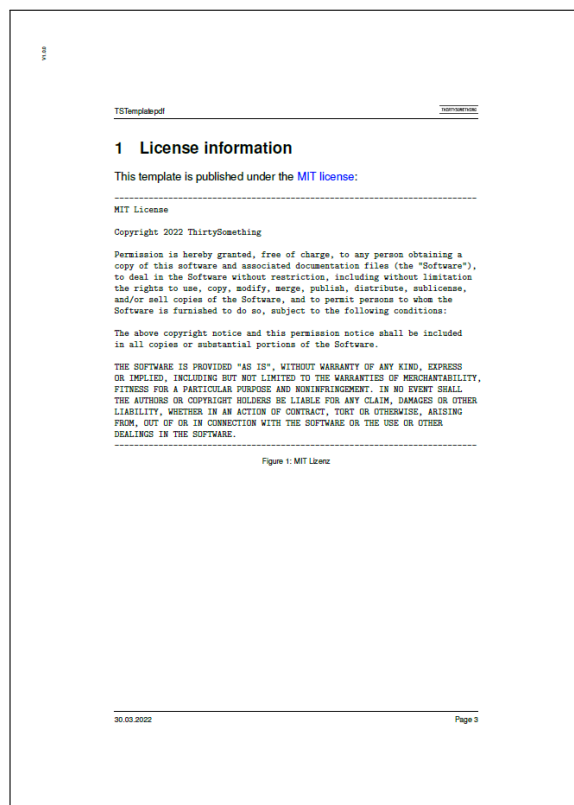 V1.0.0
TSTemplate.pdf
THIRTYSOMETHING
1 License information
This template is published under the MIT license:
------------------------------------------------------------------------
MIT License
Copyright 2022 ThirtySomething
Permission is hereby granted, free of charge, to any person obtaining a
copy of this software and associated documentation files (the "Software"),
to deal in the Software without restriction, including without limitation
the rights to use, copy, modify, merge, publish, distribute, sublicense,
and/or sell copies of the Software, and to permit persons to whom the
Software is furnished to do so, subject to the following conditions:
The above copyright notice and this permission notice shall be included
in all copies or substantial portions of the Software.
THE SOFTWARE IS PROVIDED "AS IS", WITHOUT WARRANTY OF ANY KIND, EXPRESS
OR IMPLIED, INCLUDING BUT NOT LIMITED TO THE WARRANTIES OF MERCHANTABILITY,
FITNESS FOR A PARTICULAR PURPOSE AND NONINFRINGEMENT. IN NO EVENT SHALL
THE AUTHORS OR COPYRIGHT HOLDERS BE LIABLE FOR ANY CLAIM, DAMAGES OR OTHER
LIABILITY, WHETHER IN AN ACTION OF CONTRACT, TORT OR OTHERWISE, ARISING
FROM, OUT OF OR IN CONNECTION WITH THE SOFTWARE OR THE USE OR OTHER
DEALINGS IN THE SOFTWARE.
------------------------------------------------------------------------
Figure 1: MIT Lizenz
30.03.2022
Page 3